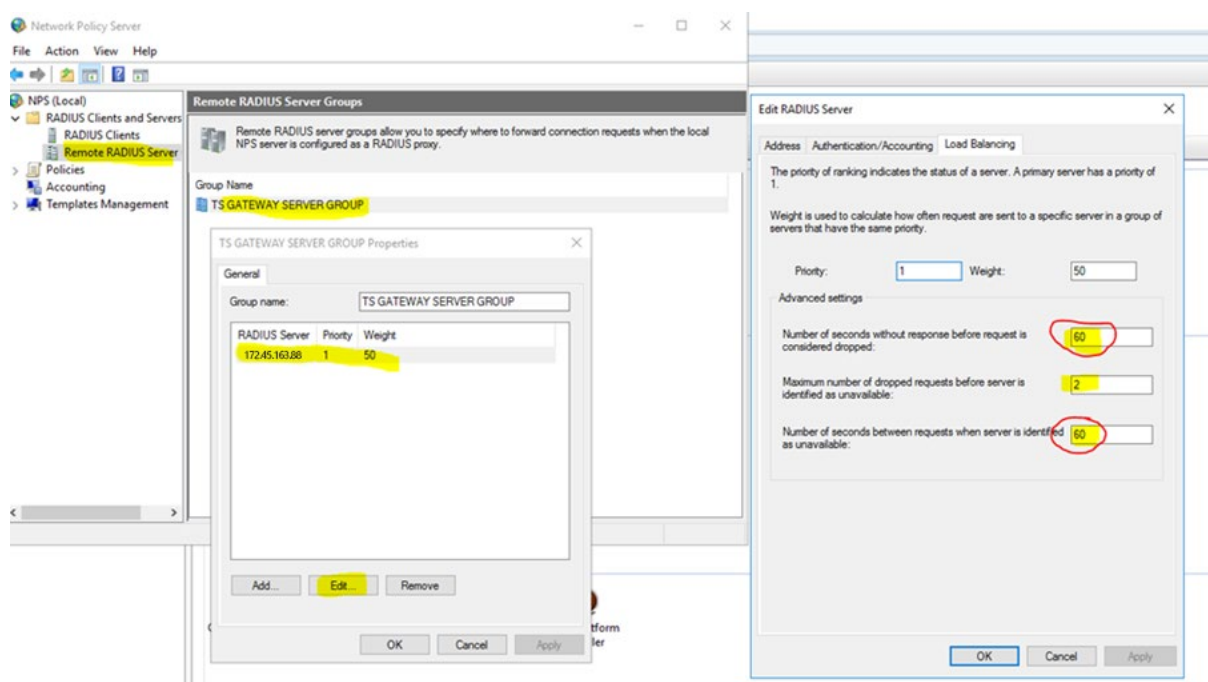 Network Policy Server
File Action View Help
NPS (Local)
RADIUS Clients and Servers
RADIUS Clients
Remote RADIUS Server
Policies
Accounting
Templates Management
Remote RADIUS Server Groups
Remote RADIUS server groups allow you to specify where to forward connection requests when the local
NPS server is configured as a RADIUS proxy.
Group Name
TS GATEWAY SERVER GROUP
TS GATEWAY SERVER GROUP Properties
General
Group name: TS GATEWAY SERVER GROUP
RADIUS Server Priority Weight
172.45.163.88 1 50
Add... Edit... Remove
OK Cancel Apply
tform
ler
Edit RADIUS Server
Address Authentication/Accounting Load Balancing
The priority of ranking indicates the status of a server. A primary server has a priority of
1.
Weight is used to calculate how often request are sent to a specific server in a group of
servers that have the same priority.
Priority: 1 Weight: 50
Advanced settings
Number of seconds without response before request is
considered dropped: 60
Maximum number of dropped requests before server is
identified as unavailable: 2
Number of seconds between requests when server is identified
as unavailable: 60
OK Cancel Apply